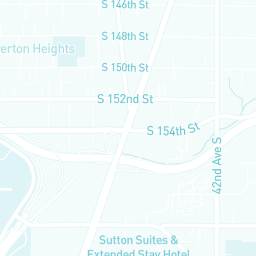 S 146th St
S 148th St
erton Heights
S 150th St
S 152nd St
S 154th St
42nd Ave S
Sutton Suites &
Extended Stay Hotel